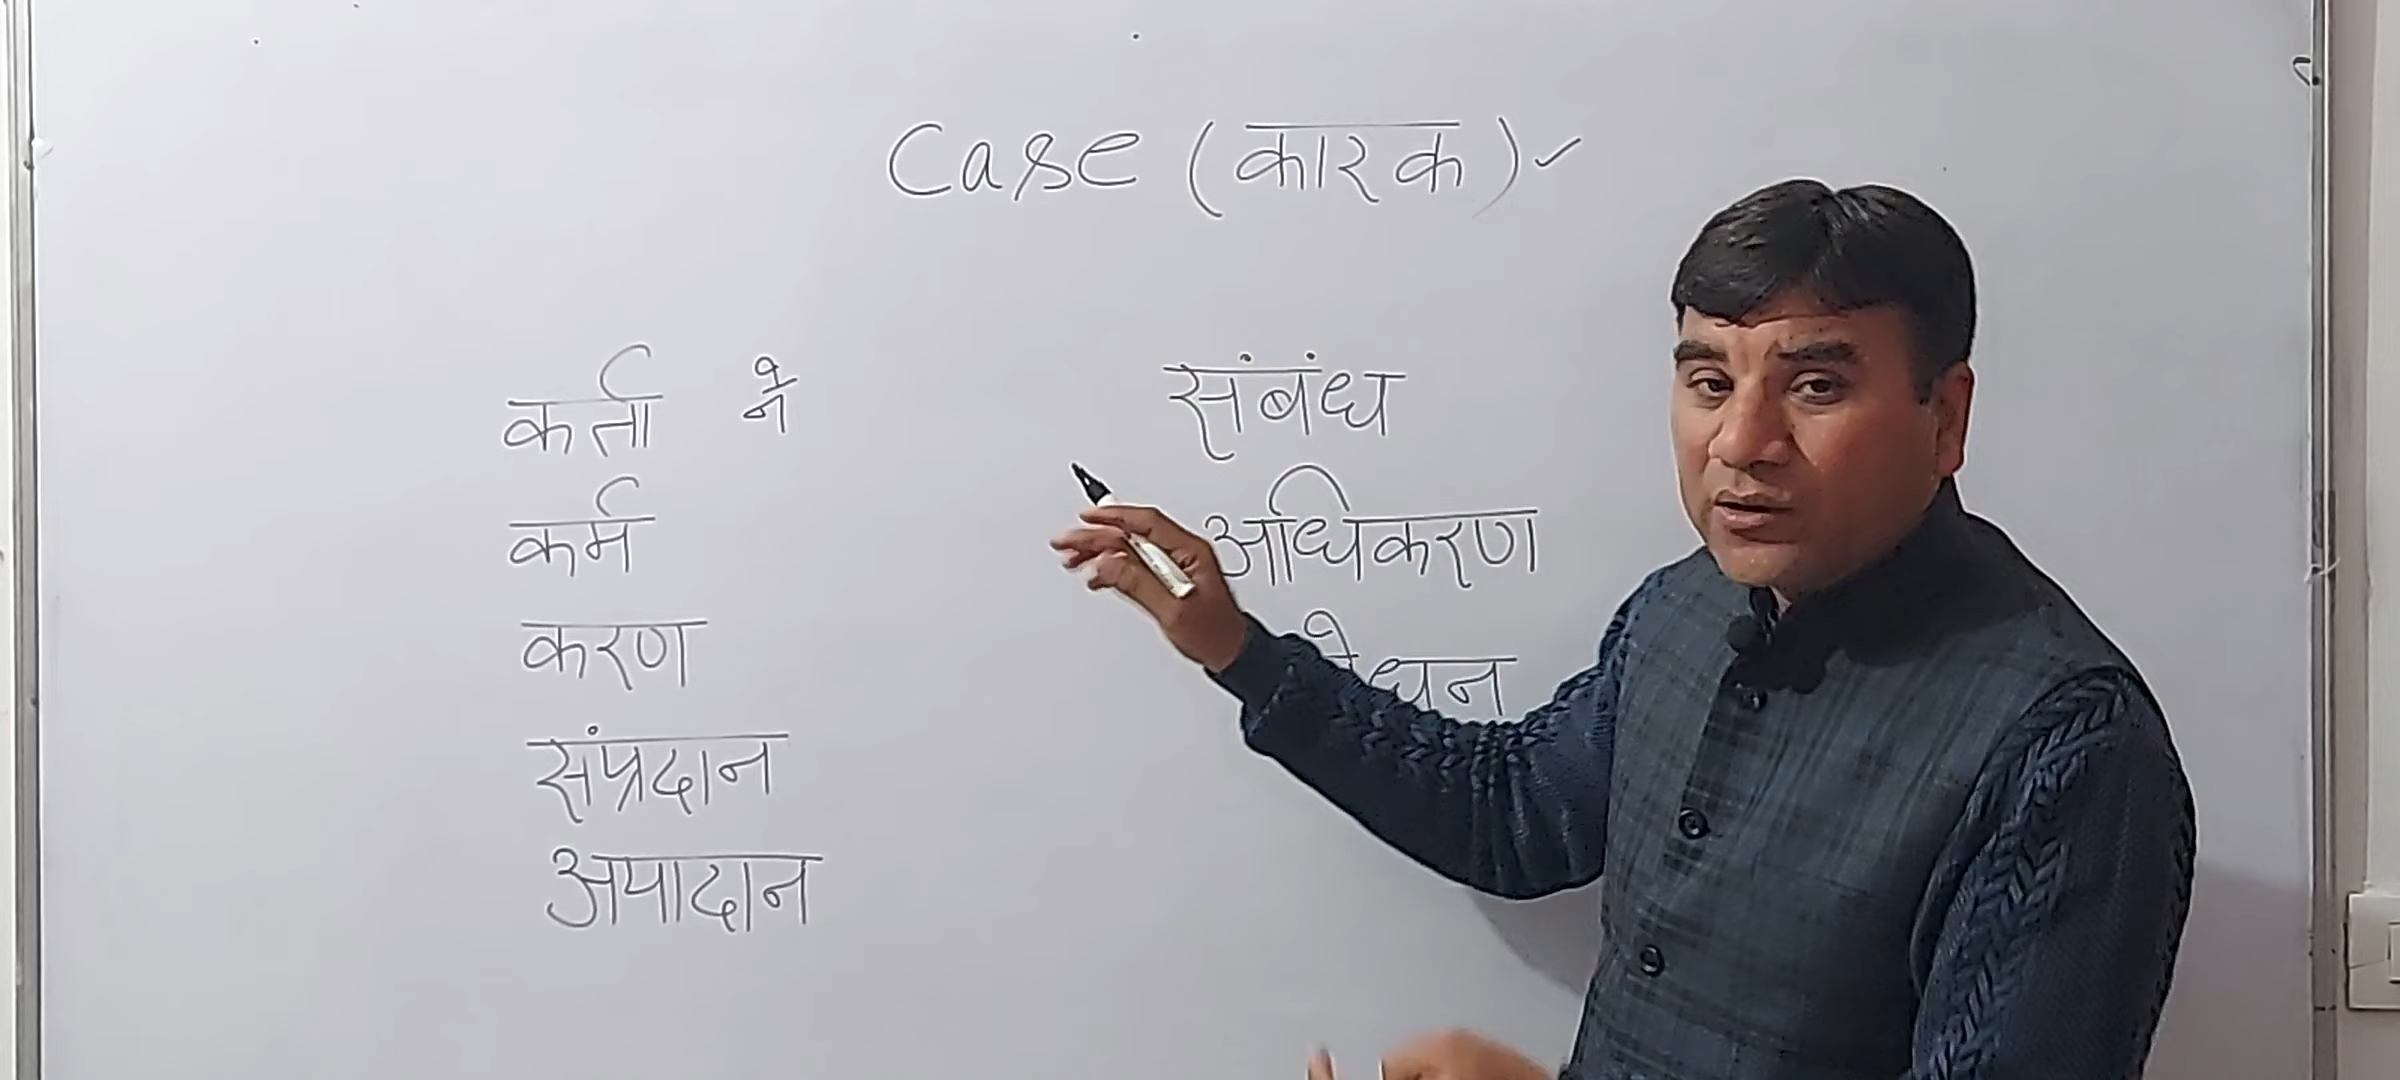 Case (कारक)
कर्ता ने
कर्म
करण
संप्रदान
अपादान
संबंध
अधिकरण